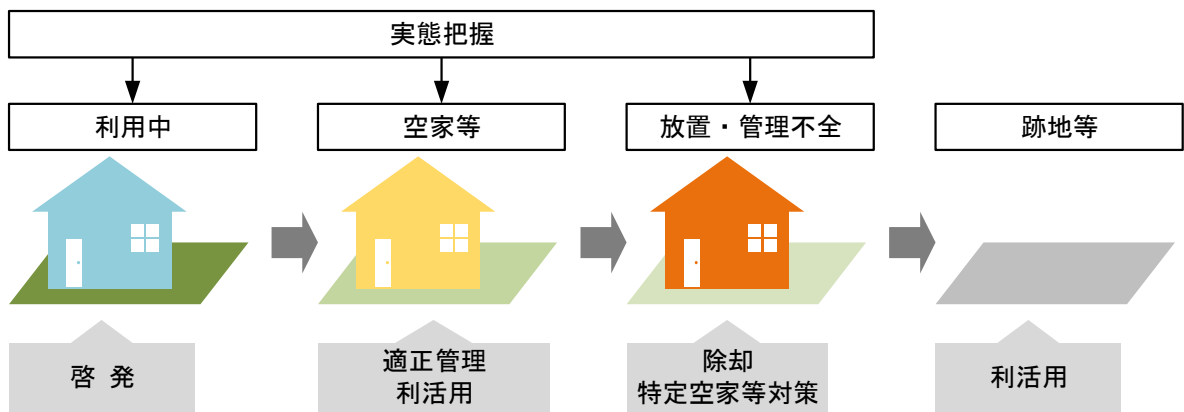 実態把握
利用中
空家等
放置・管理不全
跡地等
啓 発
適正管理
利活用
除却
特定空家等対策
利活用